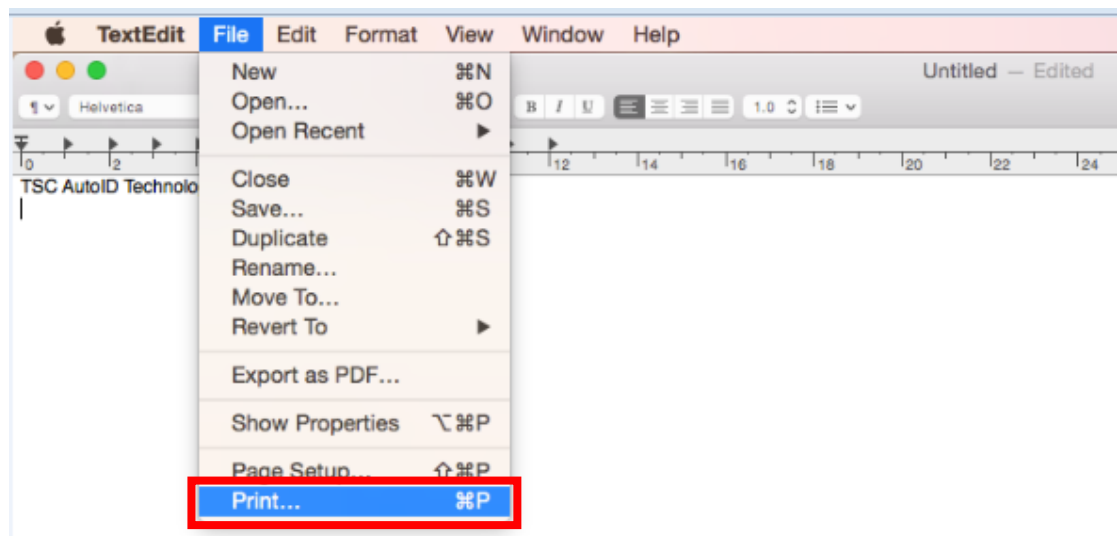 TextEdit File Edit Format View Window Help
Untitled — Edited
¶ Helvetica B I U 1.0
0 2 12 14 16 18 20 22 24
TSC AutoID Technolo
New ⌘N
Open... ⌘O
Open Recent ▶
Close ⌘W
Save... ⌘S
Duplicate ⇧⌘S
Rename...
Move To...
Revert To ▶
Export as PDF...
Show Properties ⌥⌘P
Page Setup... ⇧⌘P
Print... ⌘P